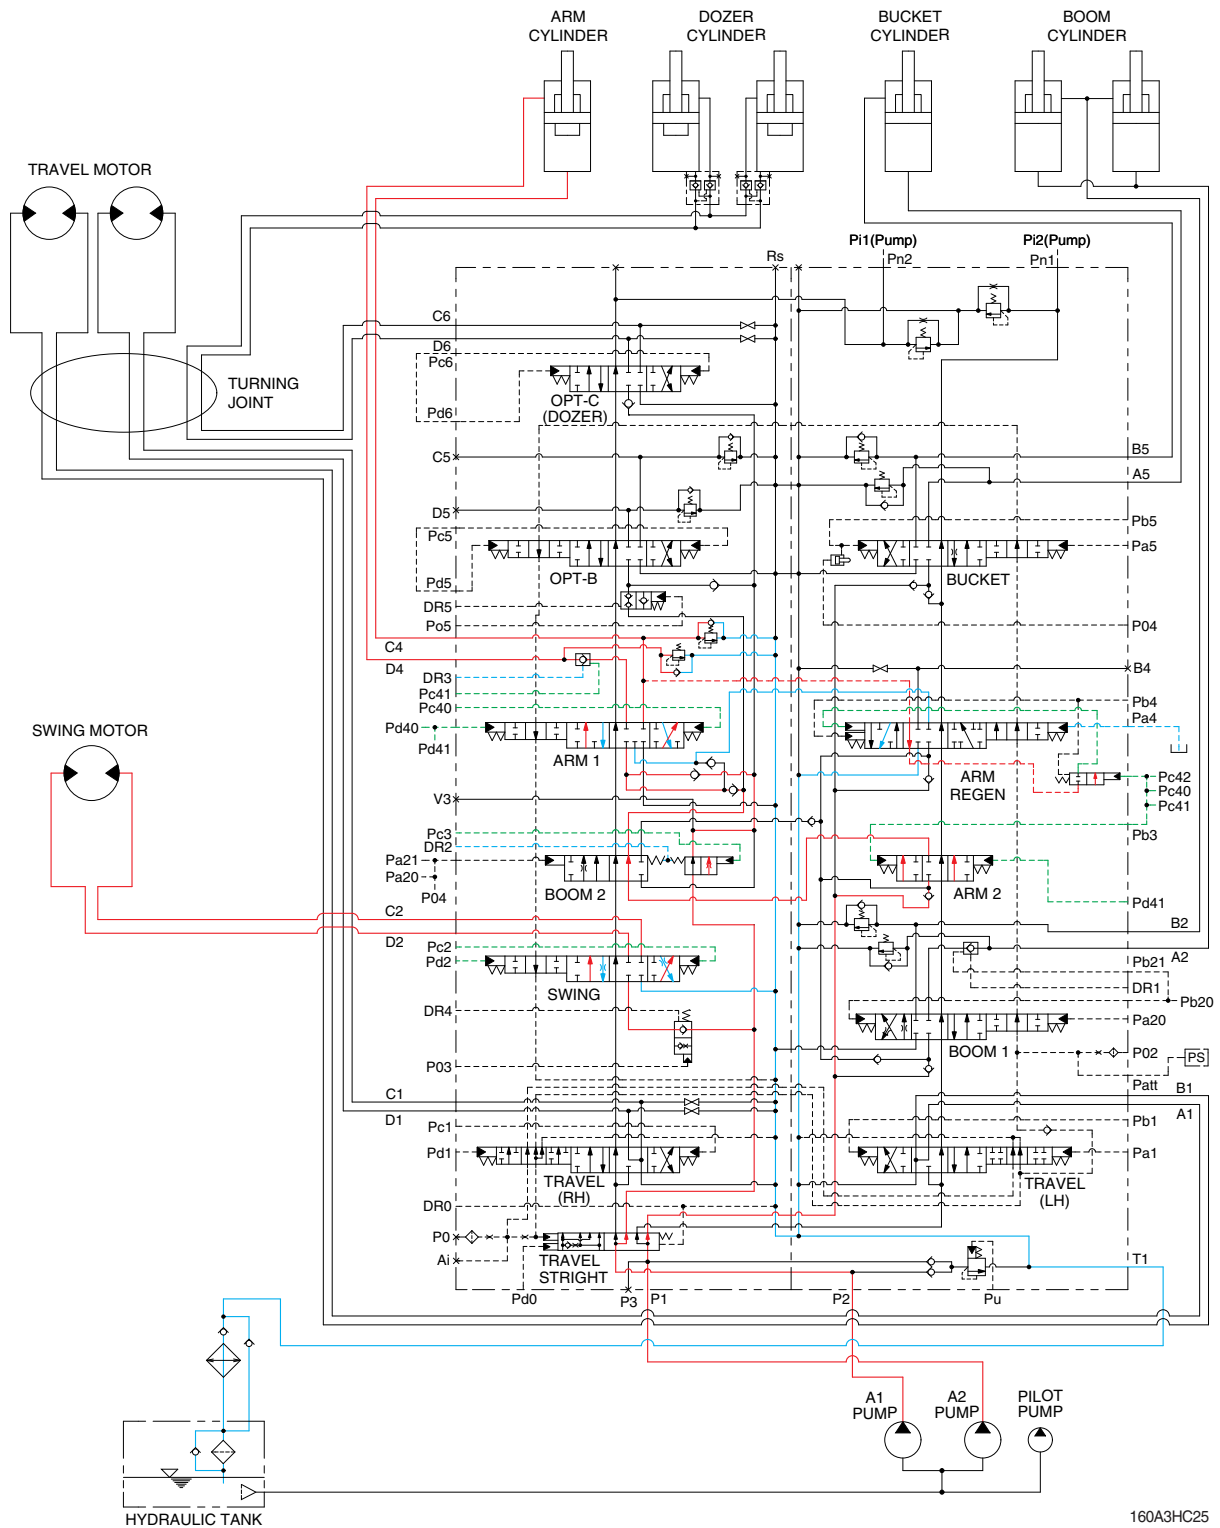 ARM
CYLINDER
DOZER
CYLINDER
BUCKET
CYLINDER
BOOM
CYLINDER
TRAVEL MOTOR
TURNING
JOINT
Pi1(Pump)
Pn2
Pi2(Pump)
Pn1
Rs
C6
D6
Pc6
Pd6
OPT-C
(DOZER)
C5
B5
A5
D5
Pc5
Pb5
Pa5
OPT-B
BUCKET
Pd5
DR5
Po5
P04
C4
D4
B4
DR3
Pc41
Pc40
Pb4
Pa4
Pd40
Pd41
ARM 1
ARM
REGEN
SWING MOTOR
Pc42
Pc40
Pc41
V3
Pc3
DR2
Pb3
Pa21
Pa20
P04
BOOM 2
ARM 2
Pd41
C2
B2
D2
Pc2
Pd2
A2
Pb21
DR1
Pb20
SWING
DR4
Pa20
BOOM 1
P02
PS
P03
Patt
C1
B1
D1
A1
Pc1
Pb1
Pd1
Pa1
TRAVEL
(RH)
TRAVEL
(LH)
DR0
P0
Ai
TRAVEL
STRIGHT
T1
Pd0
P3
P1
P2
Pu
A1
PUMP
A2
PUMP
PILOT
PUMP
HYDRAULIC TANK
160A3HC25